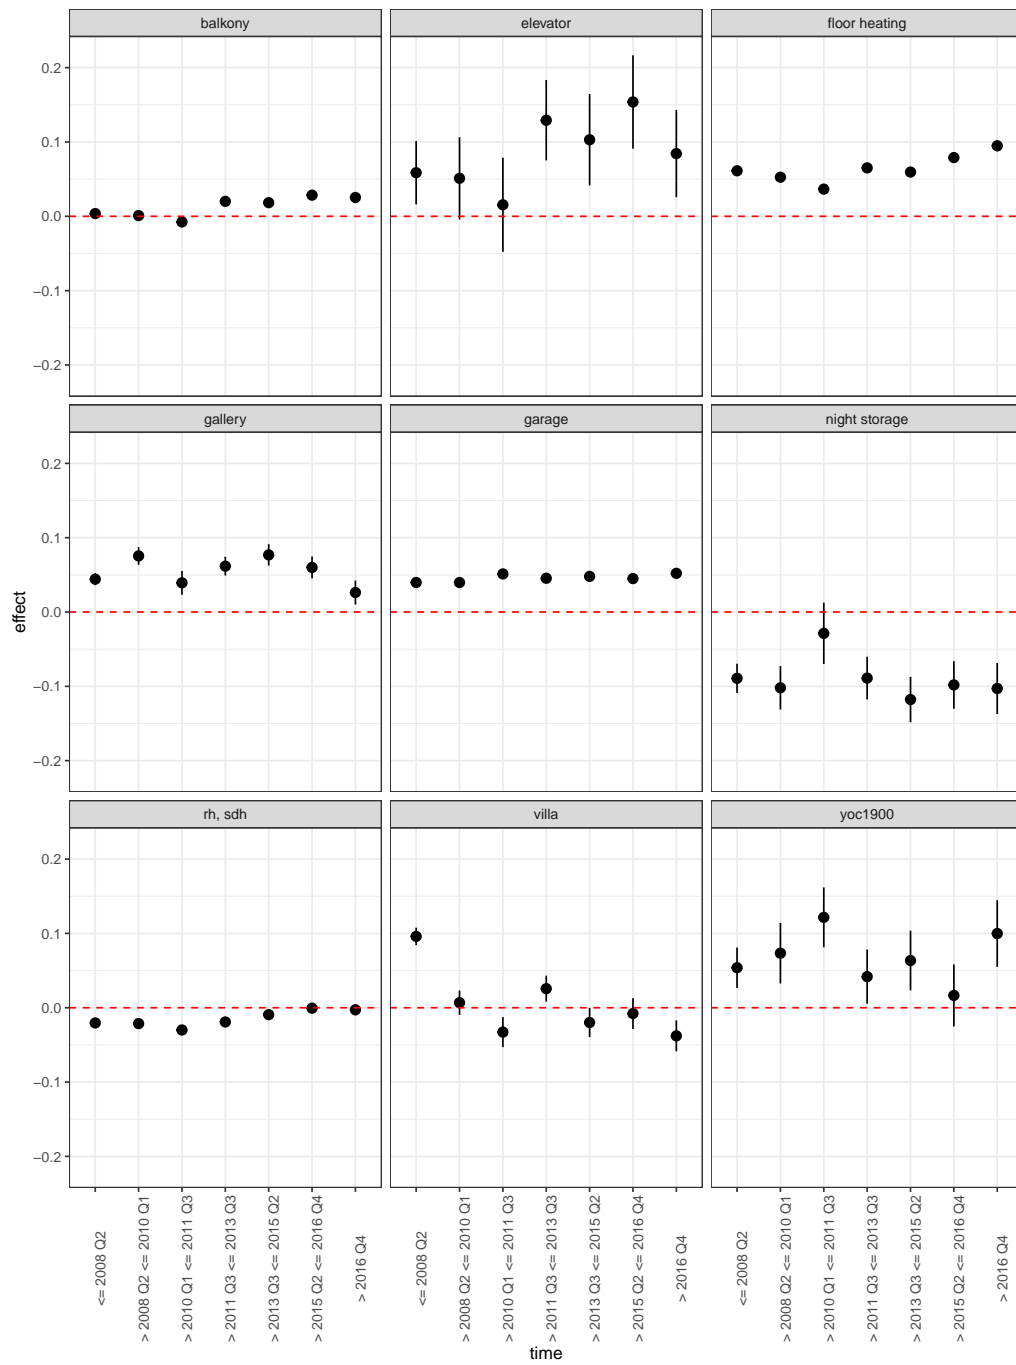 balkony
elevator
floor heating
0.2
0.1
0.0
−0.1
−0.2
gallery
garage
night storage
0.2
0.1
0.0
−0.1
−0.2
effect
rh, sdh
villa
yoc1900
0.2
0.1
0.0
−0.1
−0.2
<= 2008 Q2
> 2008 Q2 <= 2010 Q1
> 2010 Q1 <= 2011 Q3
> 2011 Q3 <= 2013 Q3
> 2013 Q3 <= 2015 Q2
> 2015 Q2 <= 2016 Q4
> 2016 Q4
<= 2008 Q2
> 2008 Q2 <= 2010 Q1
> 2010 Q1 <= 2011 Q3
> 2011 Q3 <= 2013 Q3
> 2013 Q3 <= 2015 Q2
> 2015 Q2 <= 2016 Q4
> 2016 Q4
<= 2008 Q2
> 2008 Q2 <= 2010 Q1
> 2010 Q1 <= 2011 Q3
> 2011 Q3 <= 2013 Q3
> 2013 Q3 <= 2015 Q2
> 2015 Q2 <= 2016 Q4
> 2016 Q4
time